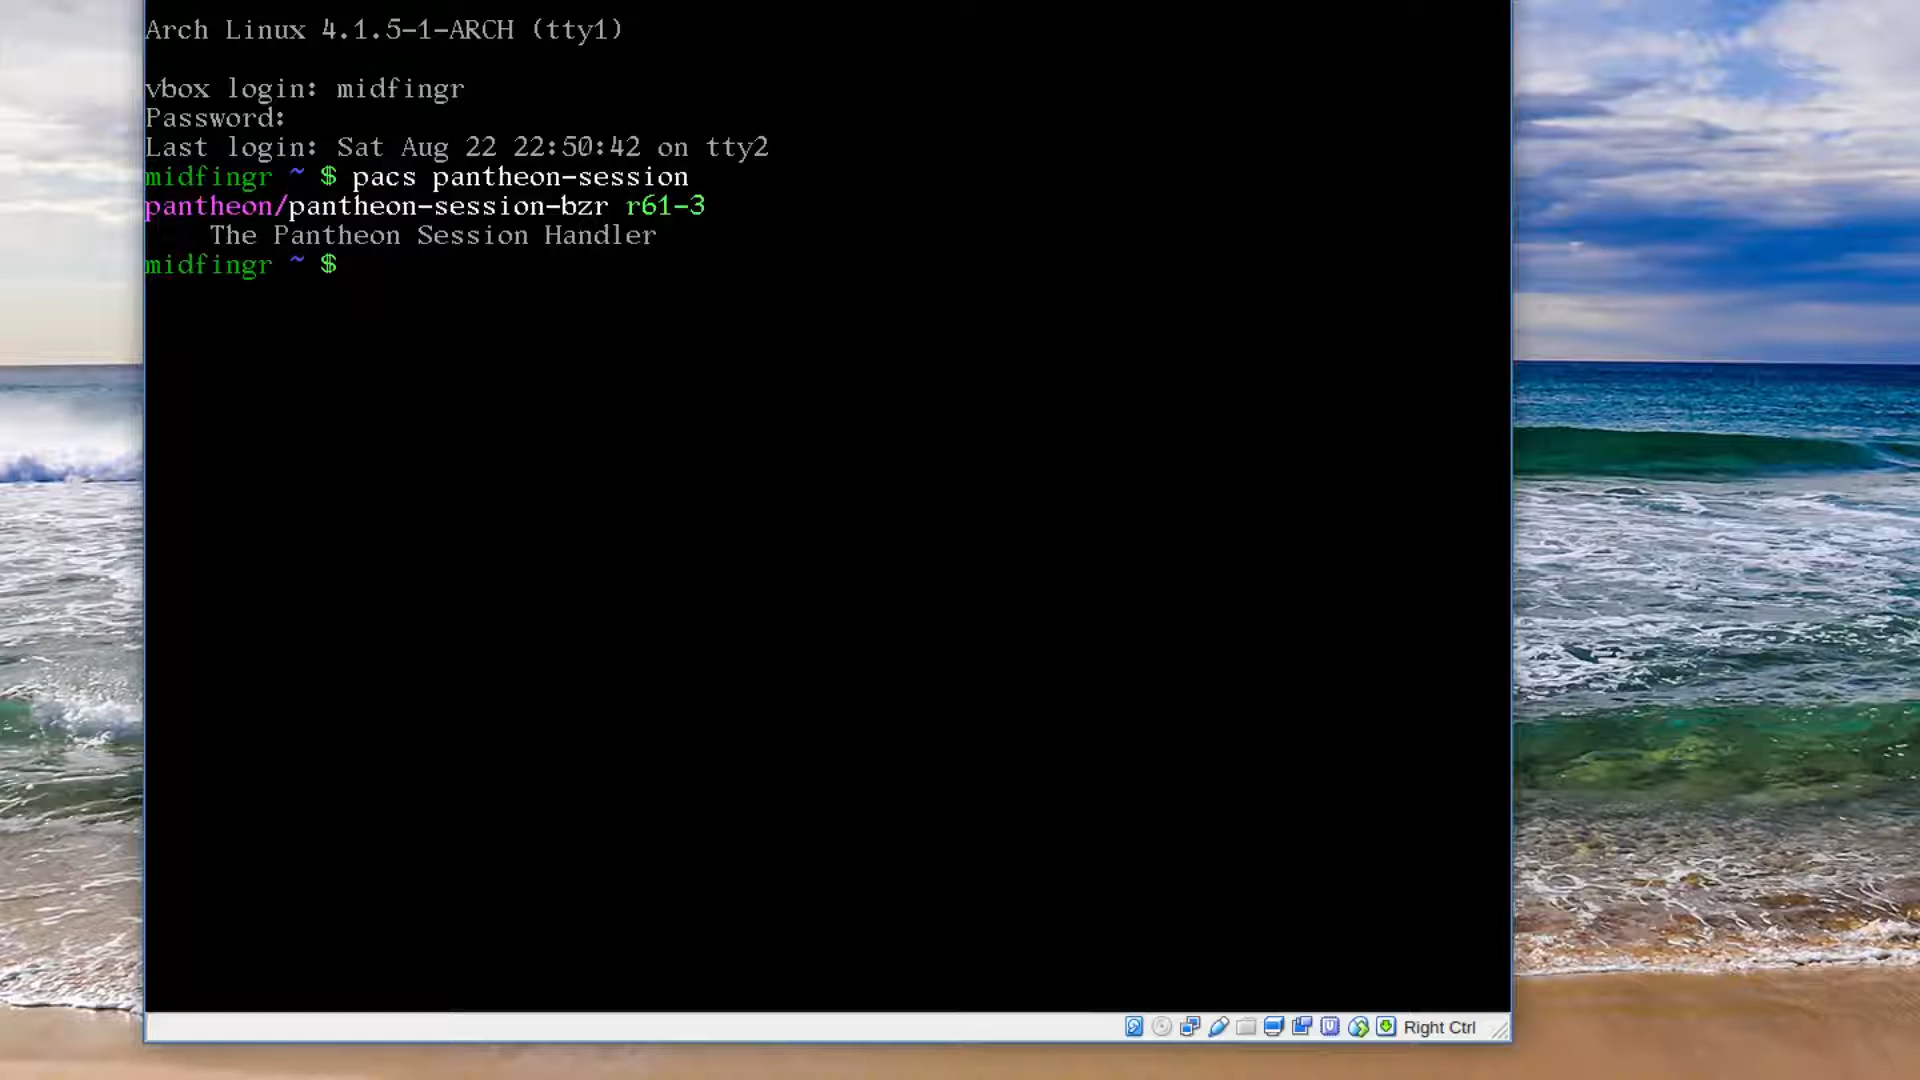 Arch Linux 4.1.5-1-ARCH (tty1)
vbox login: midfingr
Password:
Last login: Sat Aug 22 22:50:42 on tty2
midfingr ~ $ pacs pantheon-session
pantheon/pantheon-session-bzr r61-3
The Pantheon Session Handler
midfingr ~ $
Right Ctrl